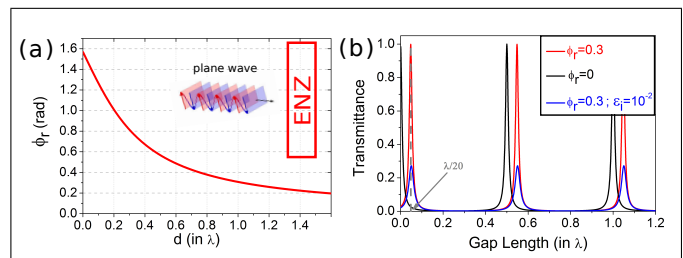 (a)
1.6
1.4
1.2
1.0
0.8
0.6
0.4
0.2
0.0
ϕr (rad)
plane wave
ENZ
0.0 0.2 0.4 0.6 0.8 1.0 1.2 1.4
d (in λ)
(b)
1.0
0.8
0.6
0.4
0.2
0.0
Transmittance
ϕr=0.3
ϕr=0
ϕr=0.3 ; εi=10⁻²
λ/20
0.0 0.2 0.4 0.6 0.8 1.0 1.2
Gap Length (in λ)